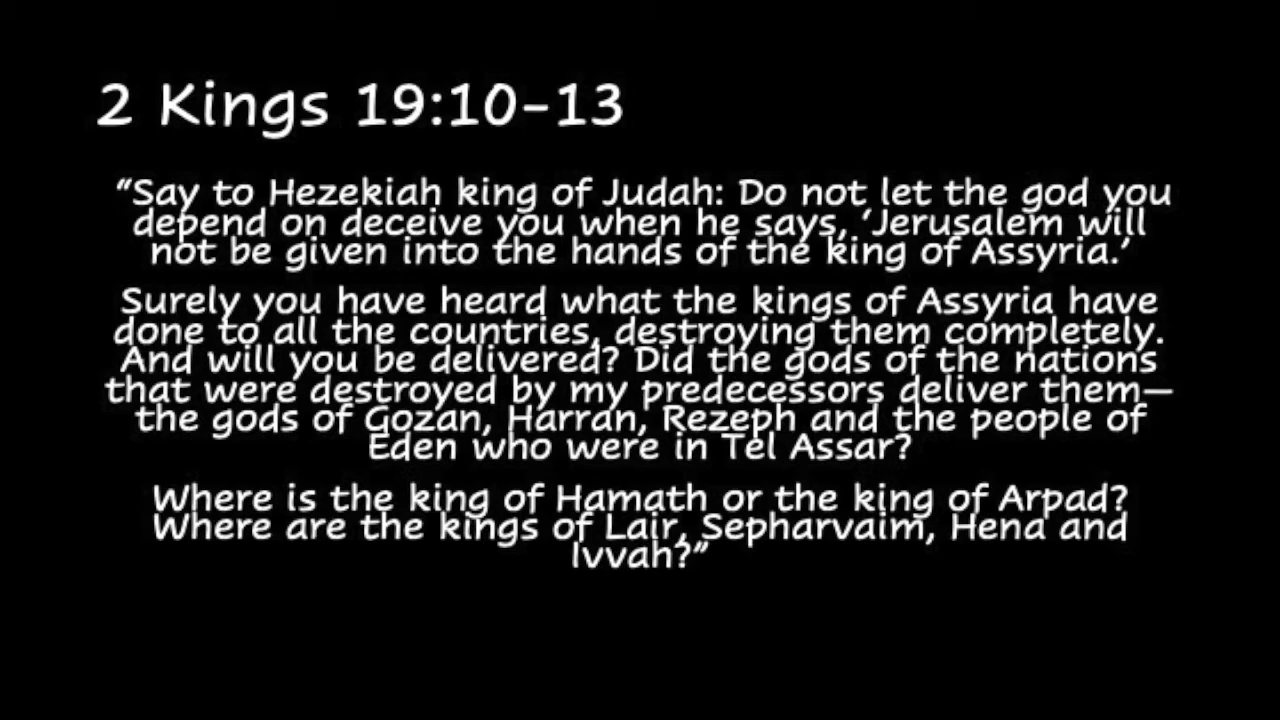 2 Kings 19:10-13
“Say to Hezekiah king of Judah: Do not let the god you
depend on deceive you when he says, ‘Jerusalem will
not be given into the hands of the king of Assyria.’
Surely you have heard what the kings of Assyria have
done to all the countries, destroying them completely.
And will you be delivered? Did the gods of the nations
that were destroyed by my predecessors deliver them—
the gods of Gozan, Harran, Rezeph and the people of
Eden who were in Tel Assar?
Where is the king of Hamath or the king of Arpad?
Where are the kings of Lair, Sepharvaim, Hena and
Ivvah?”